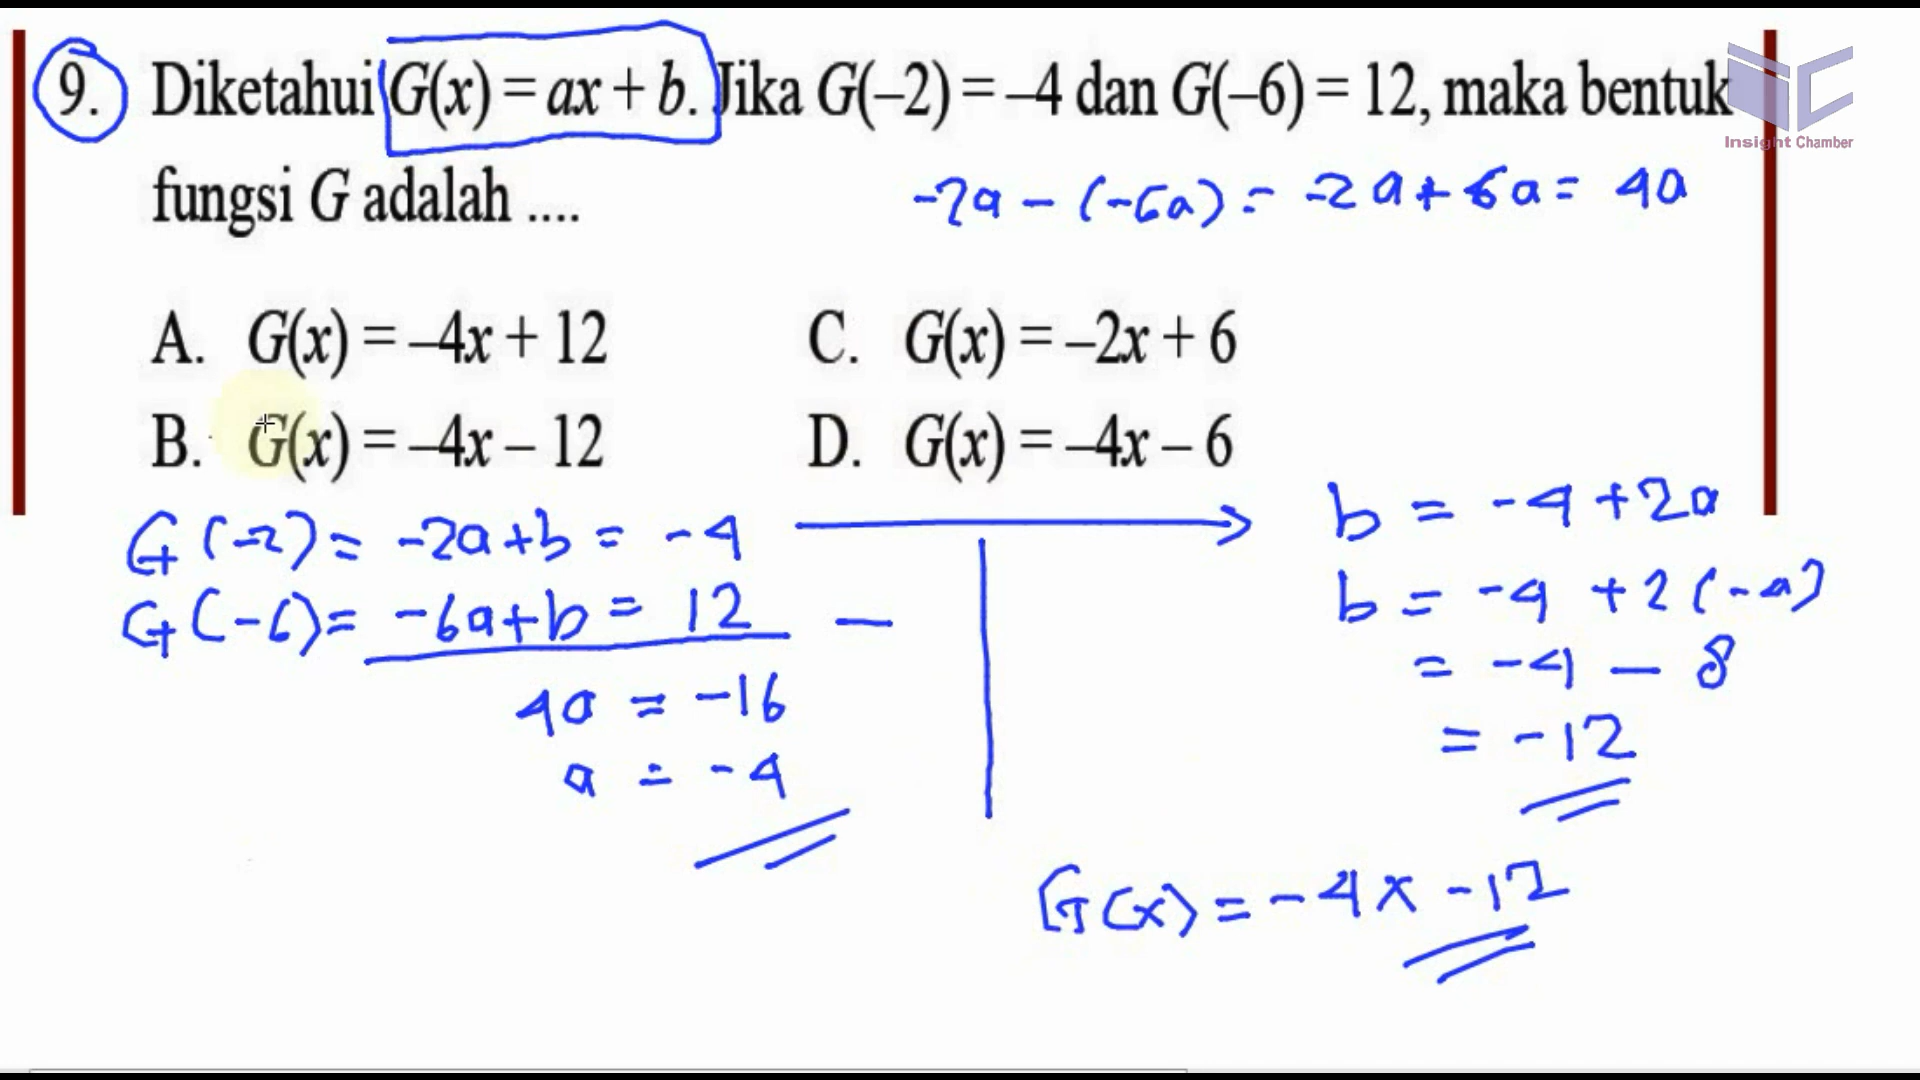 9. Diketahui G(x) = ax + b. Jika G(–2) = –4 dan G(–6) = 12, maka bentuk
fungsi G adalah ....
-2a - (-6a) = -2a + 6a = 4a
A. G(x) = –4x + 12
C. G(x) = –2x + 6
B. G(x) = –4x – 12
D. G(x) = –4x – 6
G(-2) = -2a+b = -4
G(-6) = -6a+b = 12 -
4a = -16
a = -4
b = -4 +2a
b = -4 +2(-4)
= -4 - 8
= -12
G(x) = -4x -12
IC
Insight Chamber